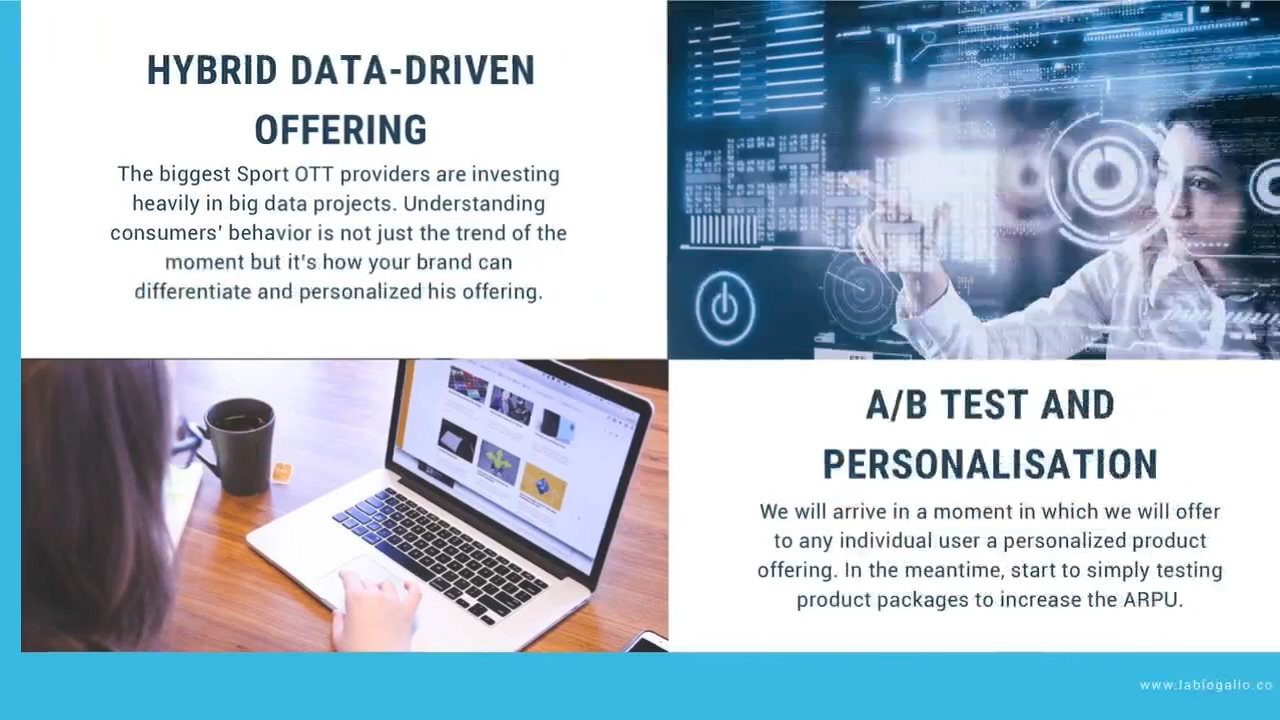 HYBRID DATA-DRIVEN
OFFERING
The biggest Sport OTT providers are investing
heavily in big data projects. Understanding
consumers' behavior is not just the trend of the
moment but it's how your brand can
differentiate and personalized his offering.
A/B TEST AND
PERSONALISATION
We will arrive in a moment in which we will offer
to any individual user a personalized product
offering. In the meantime, start to simply testing
product packages to increase the ARPU.